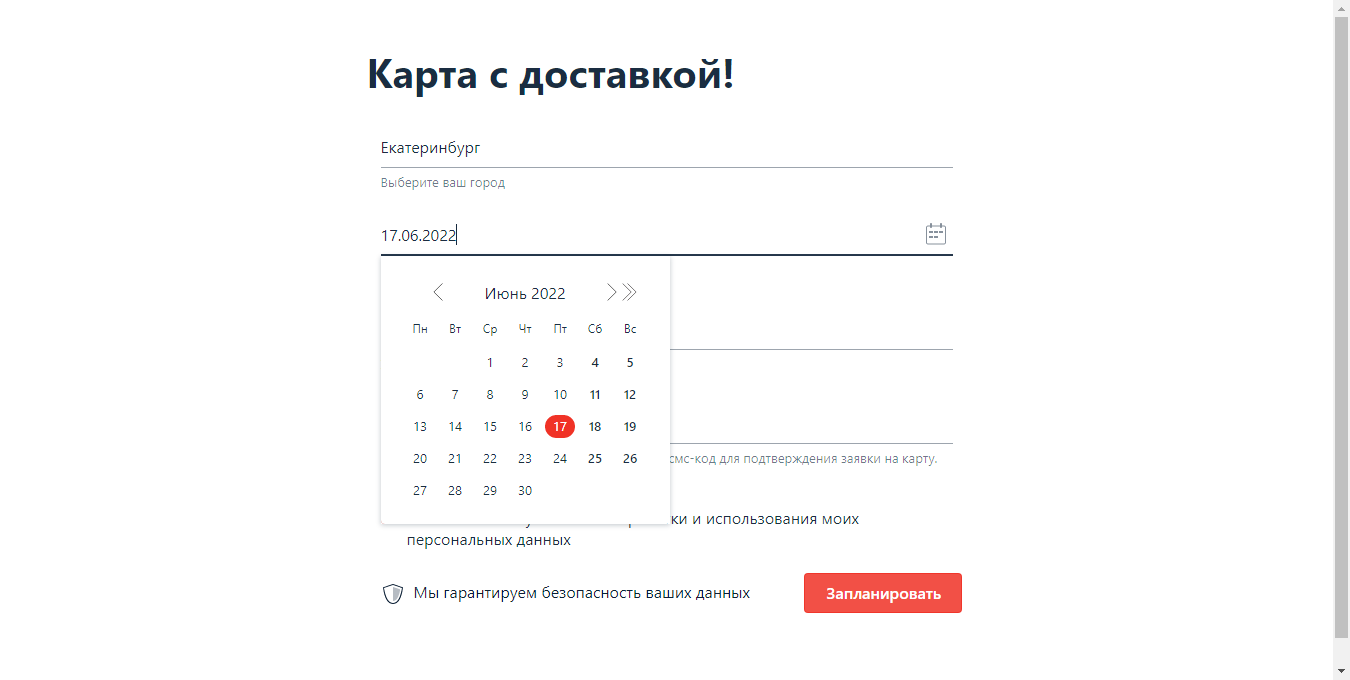 Карта с доставкой!
Екатеринбург
Выберите ваш город
17.06.2022
Июнь 2022
Пн Вт Ср Чт Пт Сб Вс
1 2 3 4 5
6 7 8 9 10 11 12
13 14 15 16 17 18 19
20 21 22 23 24 25 26
27 28 29 30
смс-код для подтверждения заявки на карту.
и использования моих
персональных данных
Мы гарантируем безопасность ваших данных
Запланировать